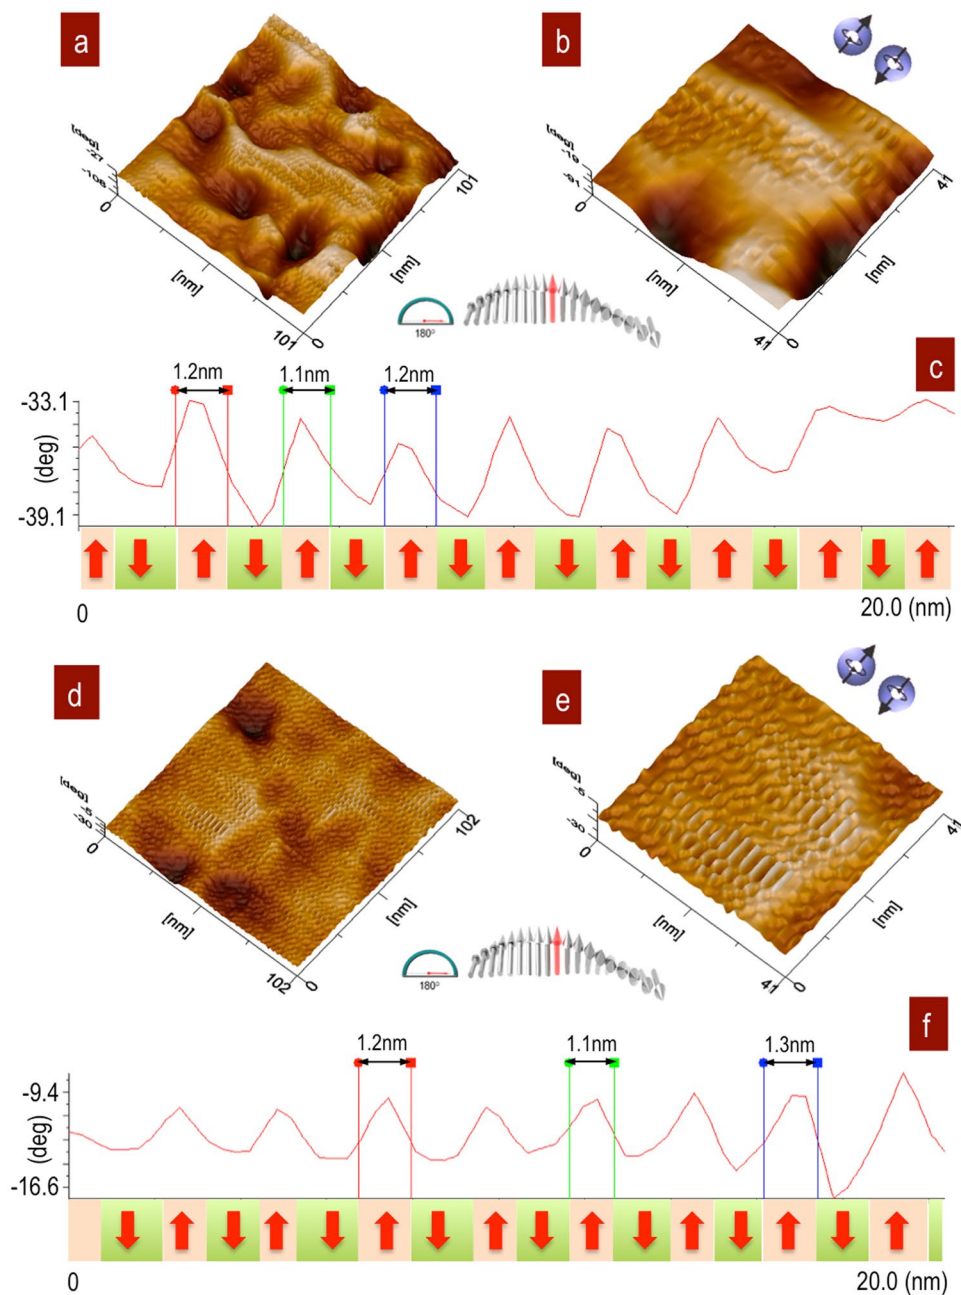 a
b
[deg]
-27
-106
0
[nm]
101
0
[nm]
101
[deg]
-19
-91
0
[nm]
41
0
[nm]
41
180°
c
1.2nm
1.1nm
1.2nm
-33.1
(deg)
-39.1
0
20.0 (nm)
d
e
[deg]
-5
-30
0
[nm]
102
0
[nm]
102
[deg]
-5
-30
0
[nm]
41
0
[nm]
41
180°
f
1.2nm
1.1nm
1.3nm
-9.4
(deg)
-16.6
0
20.0 (nm)